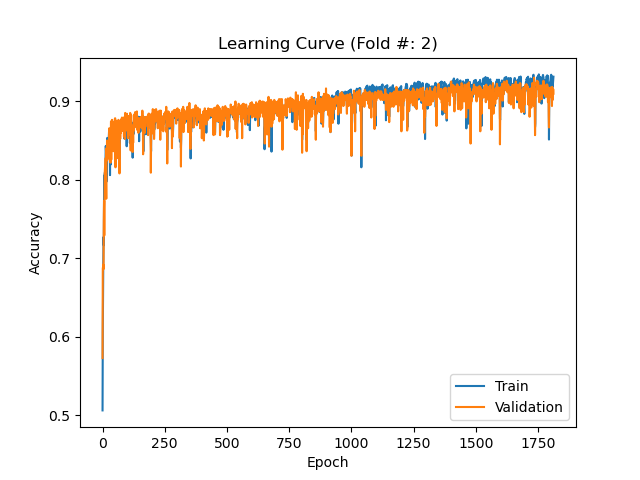 Learning Curve (Fold #: 2)
Accuracy
0.9
0.8
0.7
0.6
0.5
Train
Validation
0 250 500 750 1000 1250 1500 1750
Epoch